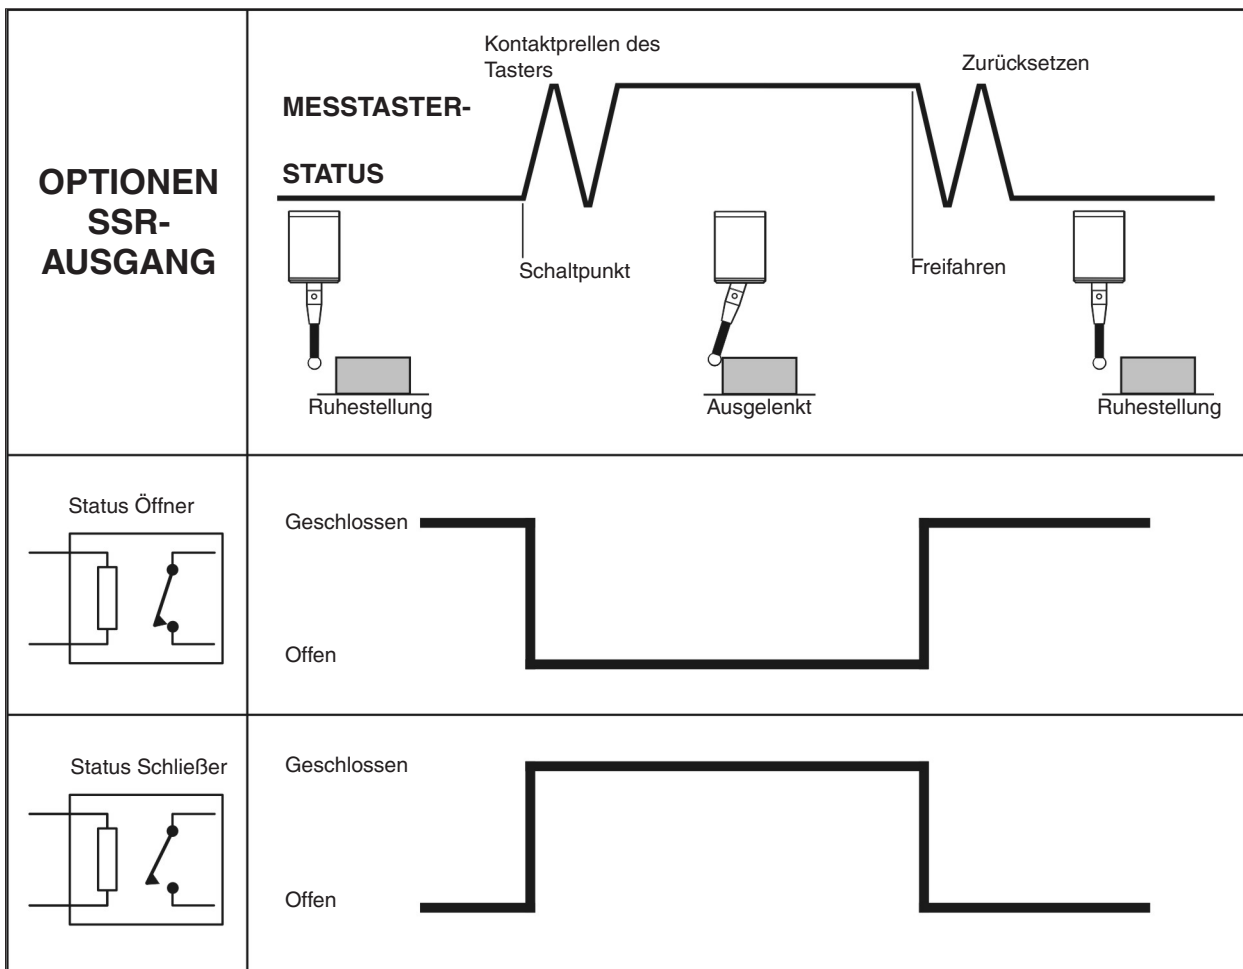 OPTIONEN
SSR-
AUSGANG
Kontaktprellen des
Tasters
Zurücksetzen
MESSTASTER-
STATUS
Schaltpunkt
Freifahren
Ruhestellung
Ausgelenkt
Ruhestellung
Status Öffner
Geschlossen
Offen
Status Schließer
Geschlossen
Offen